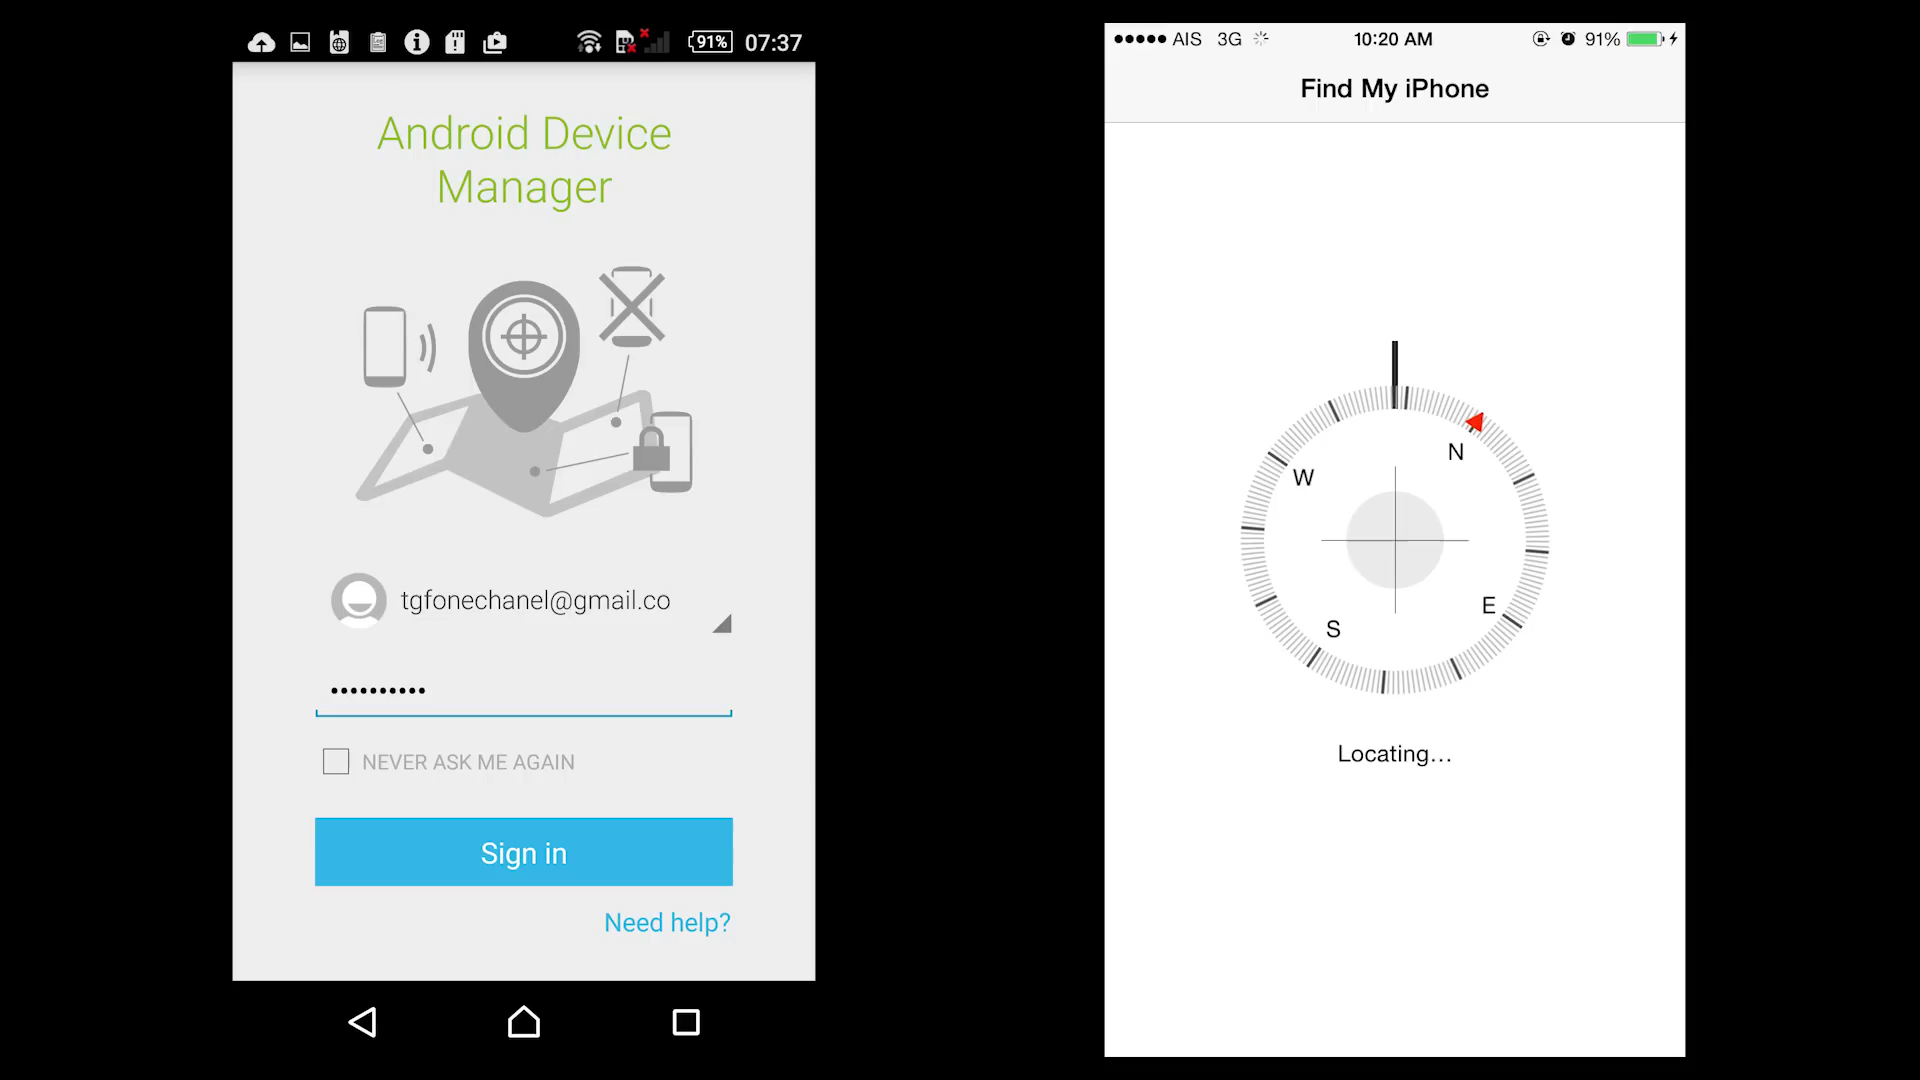 91%
07:37
Android Device
Manager
tgfonechanel@gmail.co
••••••••••
NEVER ASK ME AGAIN
Sign in
Need help?
AIS 3G
10:20 AM
91%
Find My iPhone
N
W
E
S
Locating...